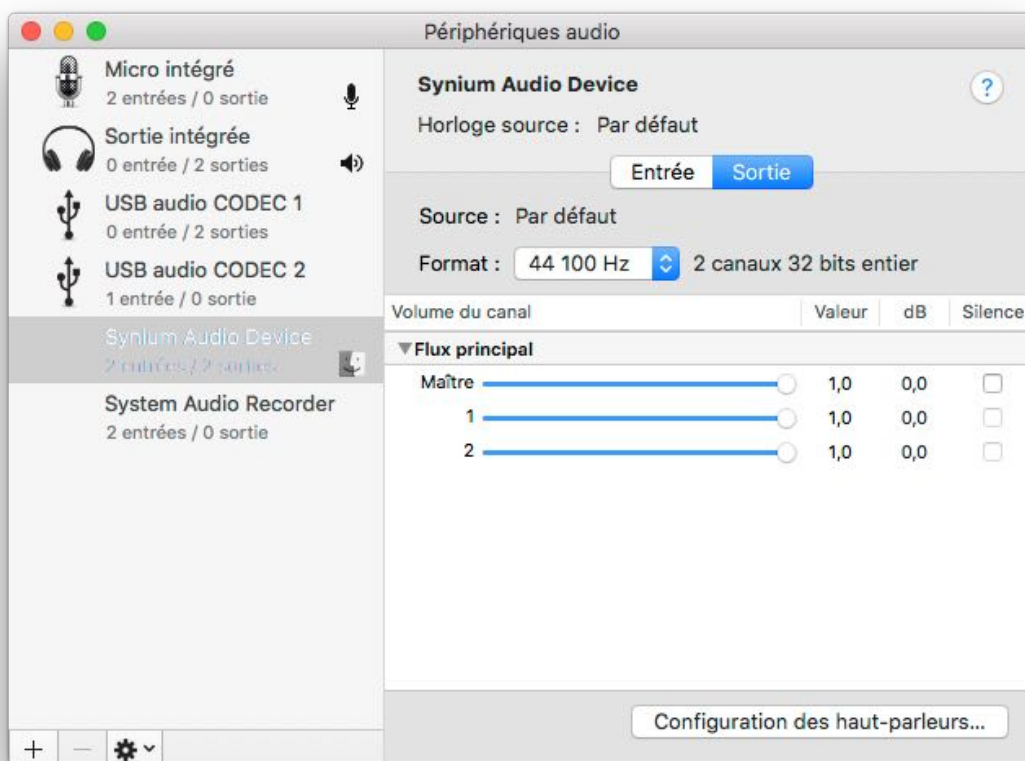 Périphériques audio
Micro intégré
2 entrées / 0 sortie
Sortie intégrée
0 entrée / 2 sorties
USB audio CODEC 1
0 entrée / 2 sorties
USB audio CODEC 2
1 entrée / 0 sortie
Synium Audio Device
2 entrées / 2 sorties
System Audio Recorder
2 entrées / 0 sortie
Synium Audio Device
?
Horloge source : Par défaut
Entrée Sortie
Source : Par défaut
Format : 44 100 Hz 2 canaux 32 bits entier
Volume du canal Valeur dB Silence
Flux principal
Maître 1,0 0,0
1 1,0 0,0
2 1,0 0,0
Configuration des haut-parleurs...